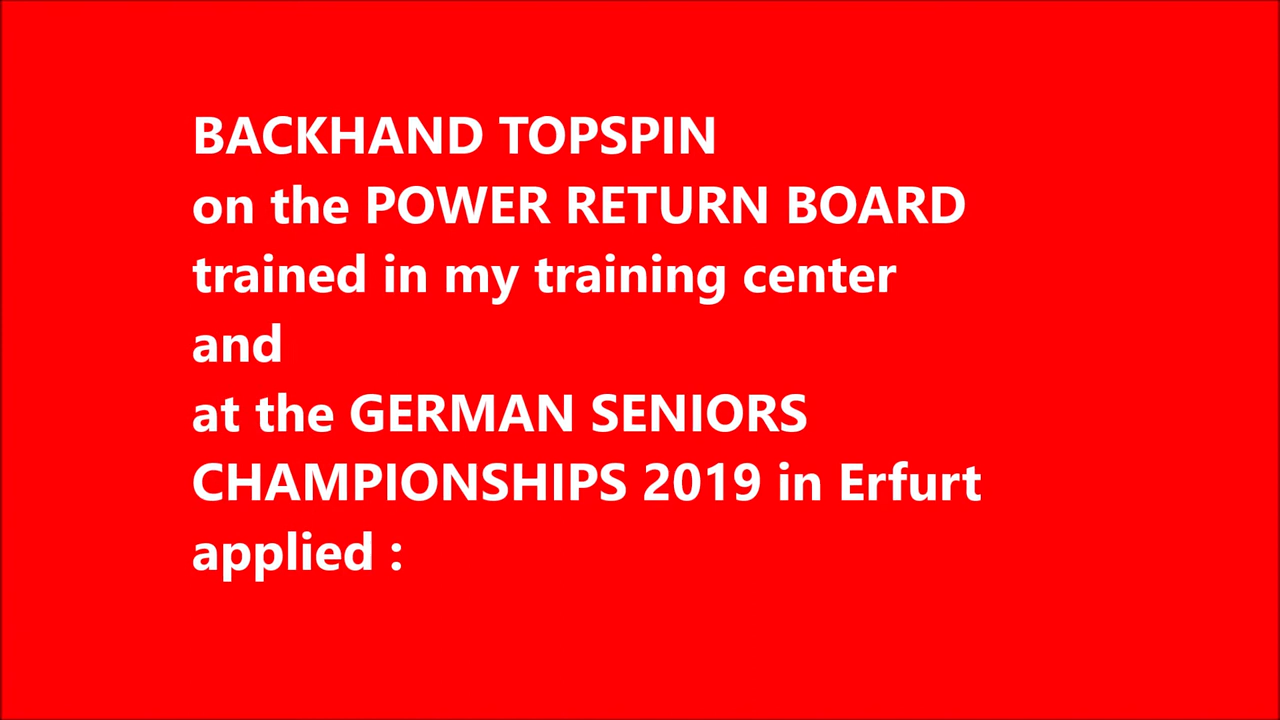 BACKHAND TOPSPIN
on the POWER RETURN BOARD
trained in my training center
and
at the GERMAN SENIORS
CHAMPIONSHIPS 2019 in Erfurt
applied :